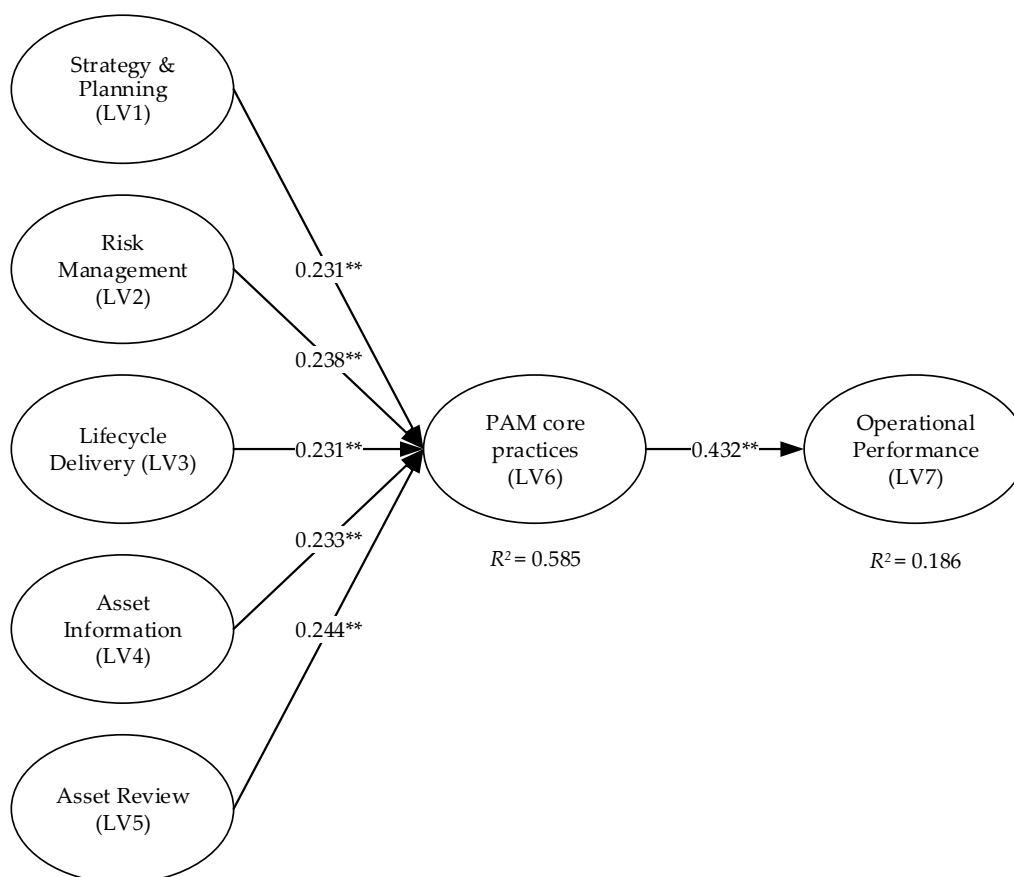 Strategy &
Planning
(LV1)
Risk
Management
(LV2)
Lifecycle
Delivery (LV3)
Asset
Information
(LV4)
Asset Review
(LV5)
0.231**
0.238**
0.231**
0.233**
0.244**
PAM core
practices
(LV6)
R² = 0.585
0.432**
Operational
Performance
(LV7)
R² = 0.186